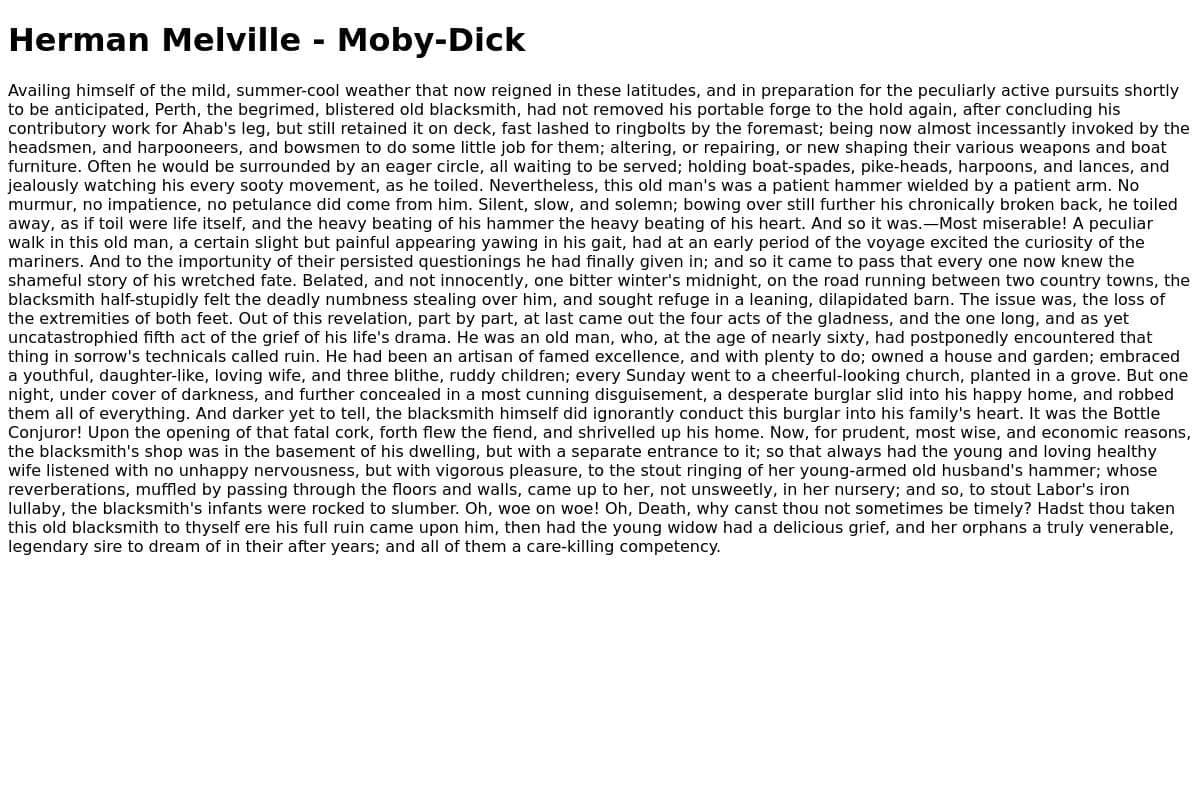 Herman Melville - Moby-Dick
Availing himself of the mild, summer-cool weather that now reigned in these latitudes, and in preparation for the peculiarly active pursuits shortly
to be anticipated, Perth, the begrimed, blistered old blacksmith, had not removed his portable forge to the hold again, after concluding his
contributory work for Ahab's leg, but still retained it on deck, fast lashed to ringbolts by the foremast; being now almost incessantly invoked by the
headsmen, and harpooneers, and bowsmen to do some little job for them; altering, or repairing, or new shaping their various weapons and boat
furniture. Often he would be surrounded by an eager circle, all waiting to be served; holding boat-spades, pike-heads, harpoons, and lances, and
jealously watching his every sooty movement, as he toiled. Nevertheless, this old man's was a patient hammer wielded by a patient arm. No
murmur, no impatience, no petulance did come from him. Silent, slow, and solemn; bowing over still further his chronically broken back, he toiled
away, as if toil were life itself, and the heavy beating of his hammer the heavy beating of his heart. And so it was.—Most miserable! A peculiar
walk in this old man, a certain slight but painful appearing yawing in his gait, had at an early period of the voyage excited the curiosity of the
mariners. And to the importunity of their persisted questionings he had finally given in; and so it came to pass that every one now knew the
shameful story of his wretched fate. Belated, and not innocently, one bitter winter's midnight, on the road running between two country towns, the
blacksmith half-stupidly felt the deadly numbness stealing over him, and sought refuge in a leaning, dilapidated barn. The issue was, the loss of
the extremities of both feet. Out of this revelation, part by part, at last came out the four acts of the gladness, and the one long, and as yet
uncatastrophied fifth act of the grief of his life's drama. He was an old man, who, at the age of nearly sixty, had postponedly encountered that
thing in sorrow's technicals called ruin. He had been an artisan of famed excellence, and with plenty to do; owned a house and garden; embraced
a youthful, daughter-like, loving wife, and three blithe, ruddy children; every Sunday went to a cheerful-looking church, planted in a grove. But one
night, under cover of darkness, and further concealed in a most cunning disguisement, a desperate burglar slid into his happy home, and robbed
them all of everything. And darker yet to tell, the blacksmith himself did ignorantly conduct this burglar into his family's heart. It was the Bottle
Conjuror! Upon the opening of that fatal cork, forth flew the fiend, and shrivelled up his home. Now, for prudent, most wise, and economic reasons,
the blacksmith's shop was in the basement of his dwelling, but with a separate entrance to it; so that always had the young and loving healthy
wife listened with no unhappy nervousness, but with vigorous pleasure, to the stout ringing of her young-armed old husband's hammer; whose
reverberations, muffled by passing through the floors and walls, came up to her, not unsweetly, in her nursery; and so, to stout Labor's iron
lullaby, the blacksmith's infants were rocked to slumber. Oh, woe on woe! Oh, Death, why canst thou not sometimes be timely? Hadst thou taken
this old blacksmith to thyself ere his full ruin came upon him, then had the young widow had a delicious grief, and her orphans a truly venerable,
legendary sire to dream of in their after years; and all of them a care-killing competency.